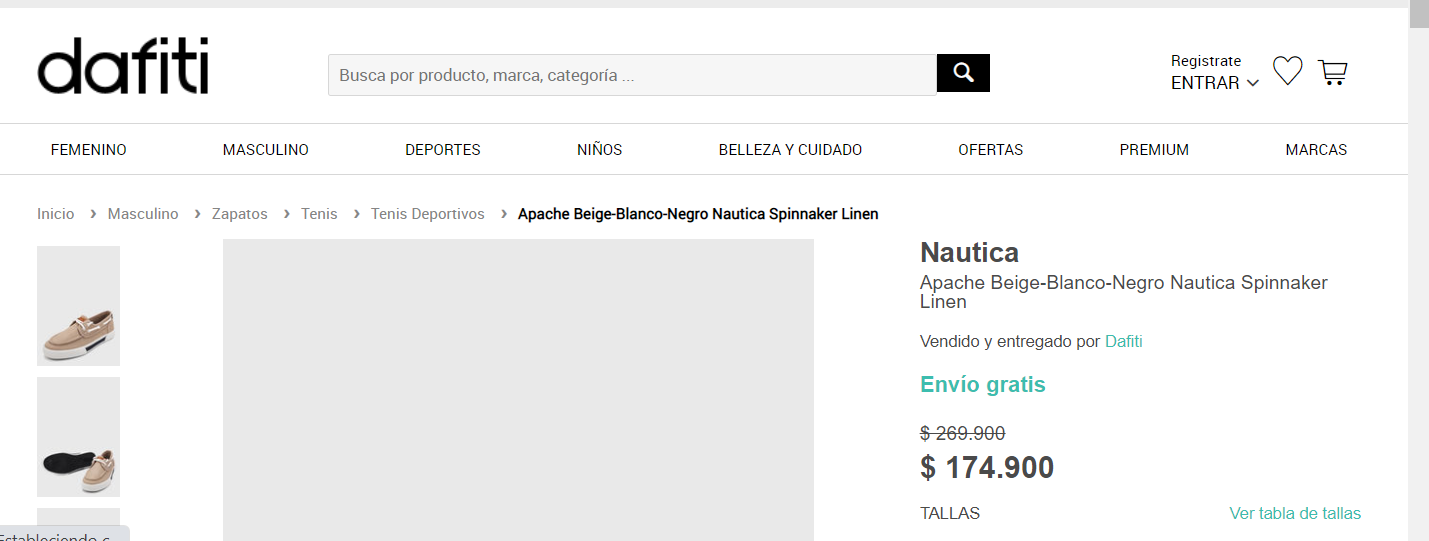 dafiti
Busca por producto, marca, categoría ...
Registrate
ENTRAR
FEMENINO MASCULINO DEPORTES NIÑOS BELLEZA Y CUIDADO OFERTAS PREMIUM MARCAS
Inicio › Masculino › Zapatos › Tenis › Tenis Deportivos › Apache Beige-Blanco-Negro Nautica Spinnaker Linen
Nautica
Apache Beige-Blanco-Negro Nautica Spinnaker
Linen
Vendido y entregado por Dafiti
Envío gratis
$ 269.900
$ 174.900
TALLAS Ver tabla de tallas
Estableciendo c